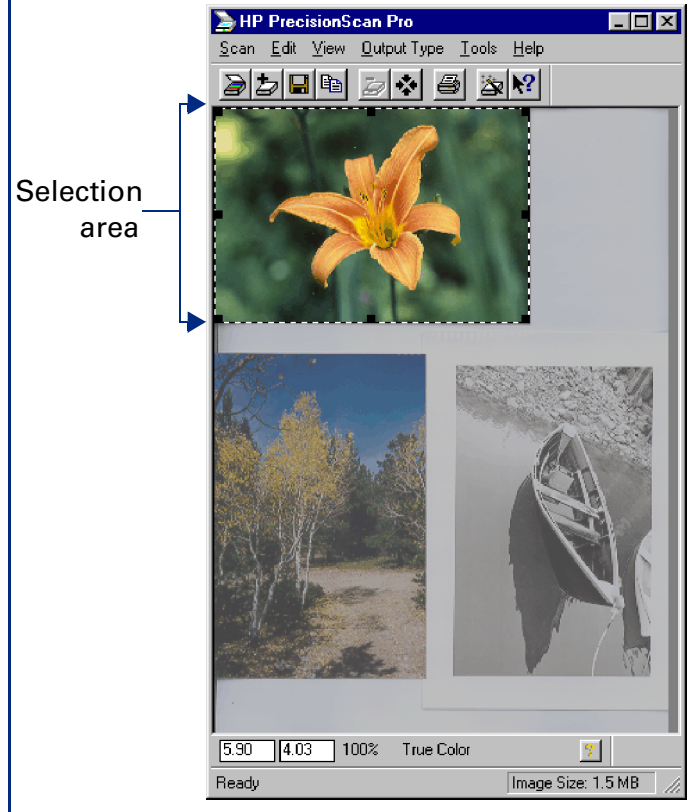 HP PrecisionScan Pro
Scan Edit View Output Type Tools Help
Selection
area
5.90 4.03 100% True Color
Ready Image Size: 1.5 MB